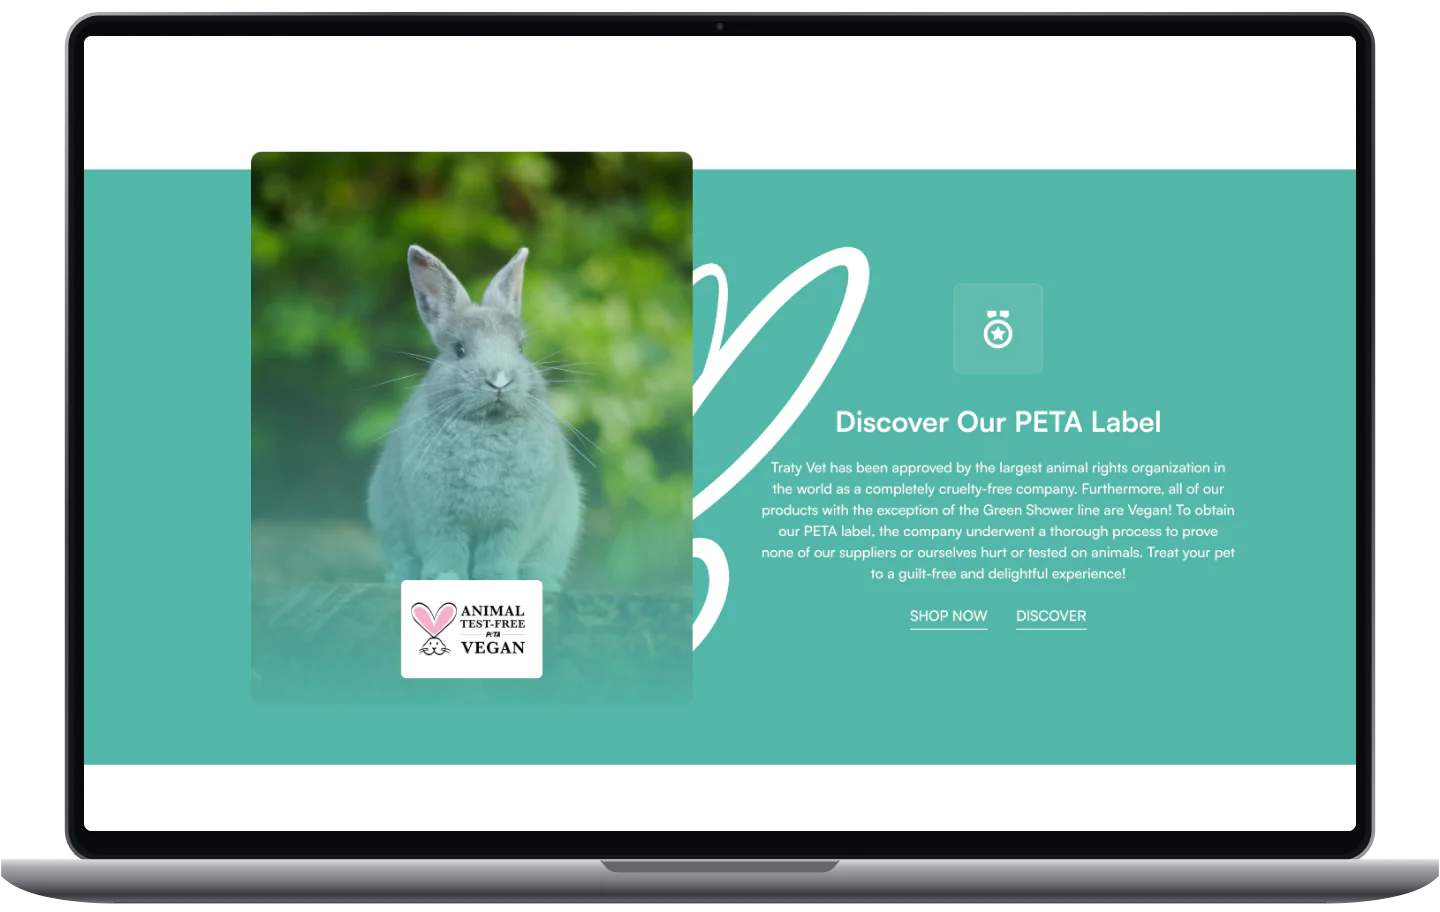 ANIMAL
TEST-FREE
PETA
VEGAN
Discover Our PETA Label
Traty Vet has been approved by the largest animal rights organization in
the world as a completely cruelty-free company. Furthermore, all of our
products with the exception of the Green Shower line are Vegan! To obtain
our PETA label, the company underwent a thorough process to prove
none of our suppliers or ourselves hurt or tested on animals. Treat your pet
to a guilt-free and delightful experience!
SHOP NOW DISCOVER